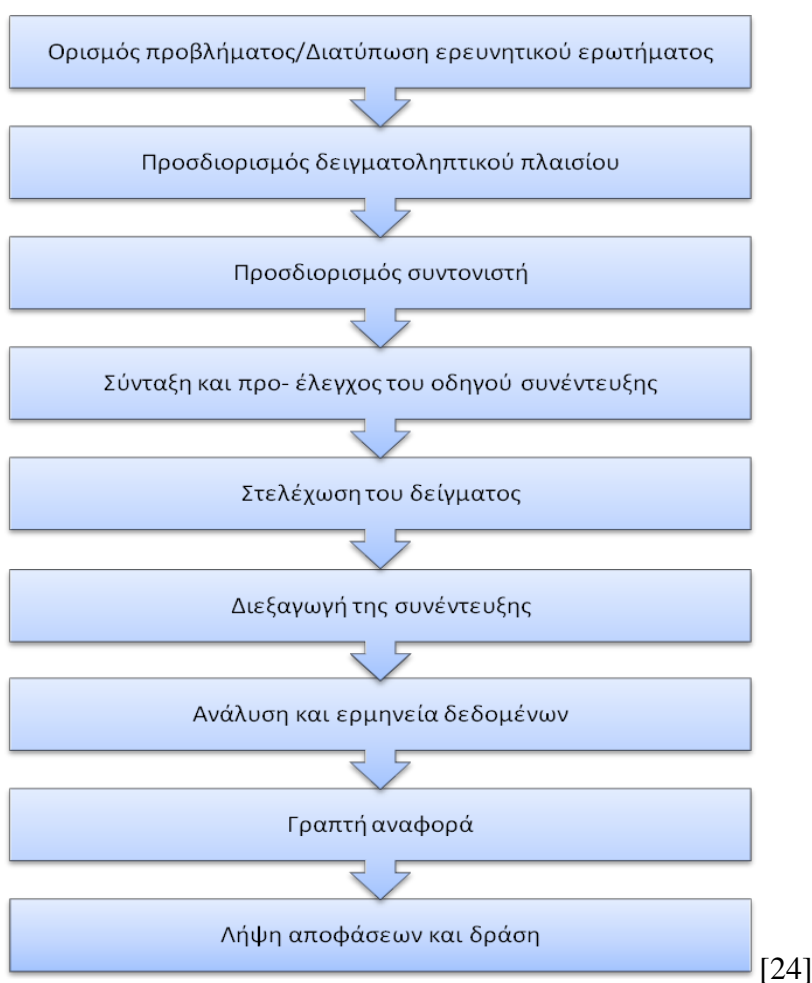 Ορισμός προβλήματος/Διατύπωση ερευνητικού ερωτήματος
Προσδιορισμός δειγματοληπτικού πλαισίου
Προσδιορισμός συντονιστή
Σύνταξη και προ- έλεγχος του οδηγού συνέντευξης
Στελέχωση του δείγματος
Διεξαγωγή της συνέντευξης
Ανάλυση και ερμηνεία δεδομένων
Γραπτή αναφορά
Λήψη αποφάσεων και δράση
[24]